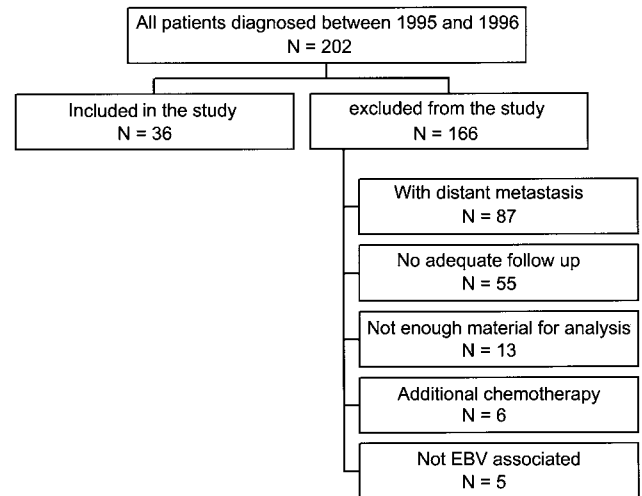 All patients diagnosed between 1995 and 1996
N = 202
Included in the study
N = 36
excluded from the study
N = 166
With distant metastasis
N = 87
No adequate follow up
N = 55
Not enough material for analysis
N = 13
Additional chemotherapy
N = 6
Not EBV associated
N = 5